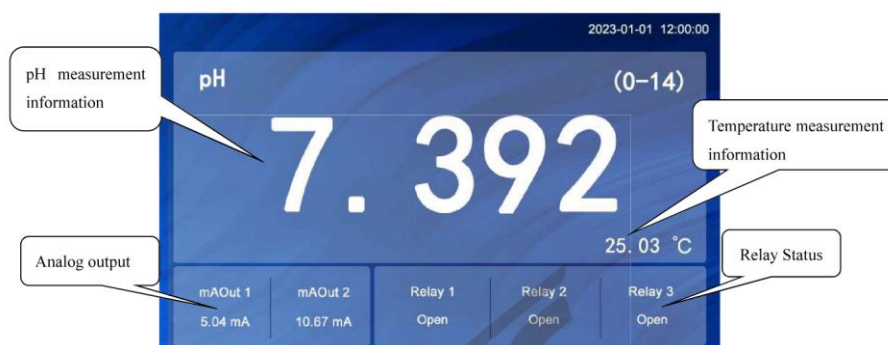 2023-01-01 12:00:00
pH measurement
information
pH
(0-14)
7.392
Temperature measurement
information
25.03 ℃
Analog output
Relay Status
mAOut 1
mAOut 2
Relay 1
Relay 2
Relay 3
5.04 mA
10.67 mA
Open
Open
Open